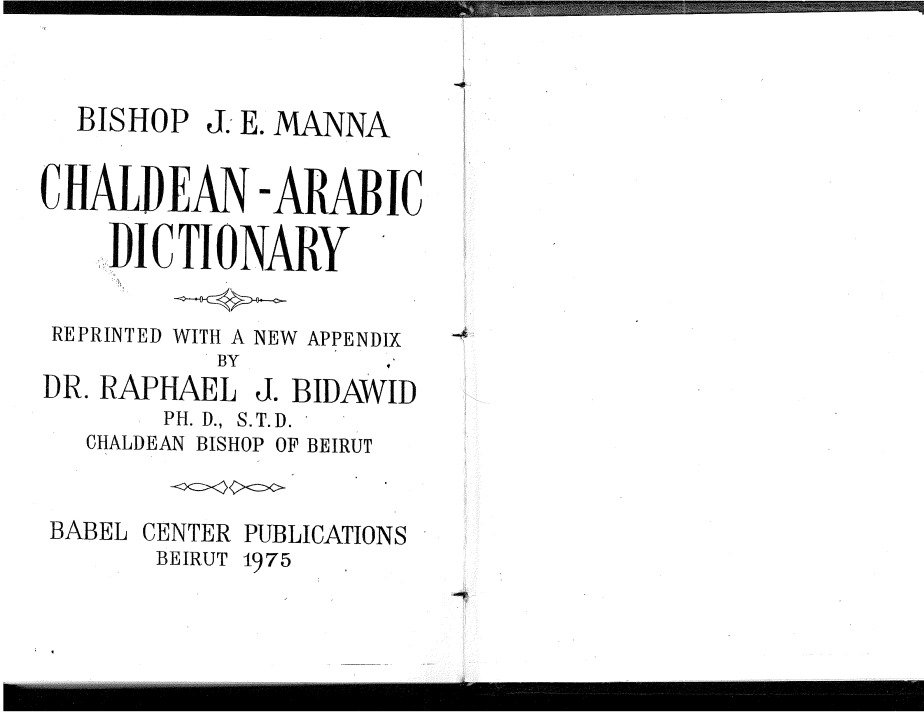 BISHOP J. E. MANNA
CHALDEAN - ARABIC
DICTIONARY
REPRINTED WITH A NEW APPENDIX
BY
DR. RAPHAEL J. BIDAWID
PH. D., S.T.D.
CHALDEAN BISHOP OF BEIRUT
BABEL CENTER PUBLICATIONS
BEIRUT 1975